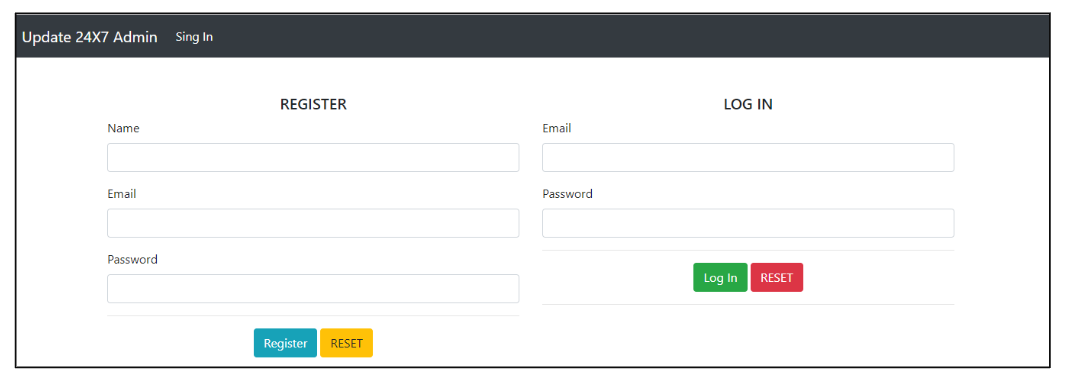 Update 24X7 Admin Sing In
REGISTER
Name
Email
Password
Register RESET
LOG IN
Email
Password
Log In RESET